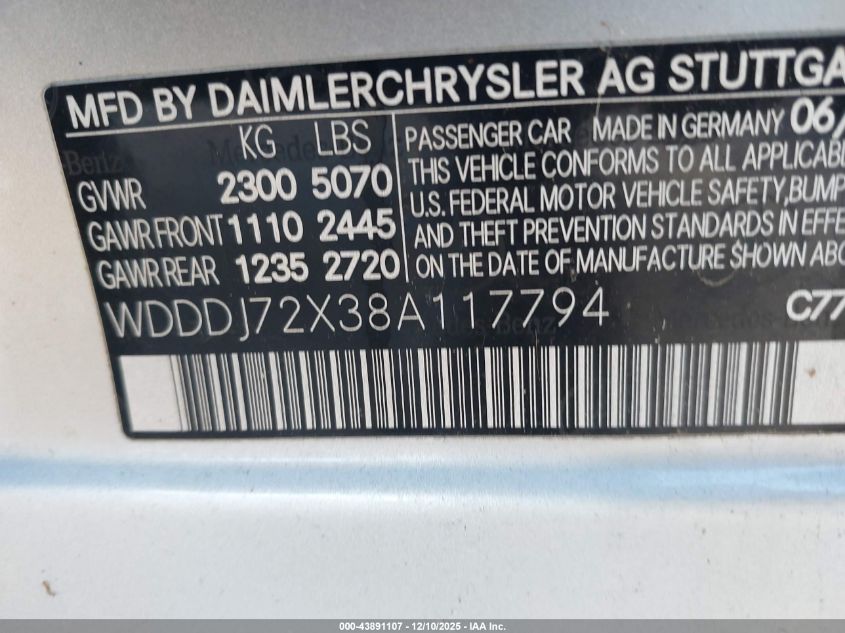 MFD BY DAIMLERCHRYSLER AG STUTTGA
KG LBS
GVWR 2300 5070
GAWR FRONT 1110 2445
GAWR REAR 1235 2720
PASSENGER CAR MADE IN GERMANY 06/
THIS VEHICLE CONFORMS TO ALL APPLICABL
U.S. FEDERAL MOTOR VEHICLE SAFETY, BUMP
AND THEFT PREVENTION STANDARDS IN EFFE
ON THE DATE OF MANUFACTURE SHOWN ABO
WDDDJ72X38A117794 C77
000-43891107 - 12/10/2025 - IAA Inc.